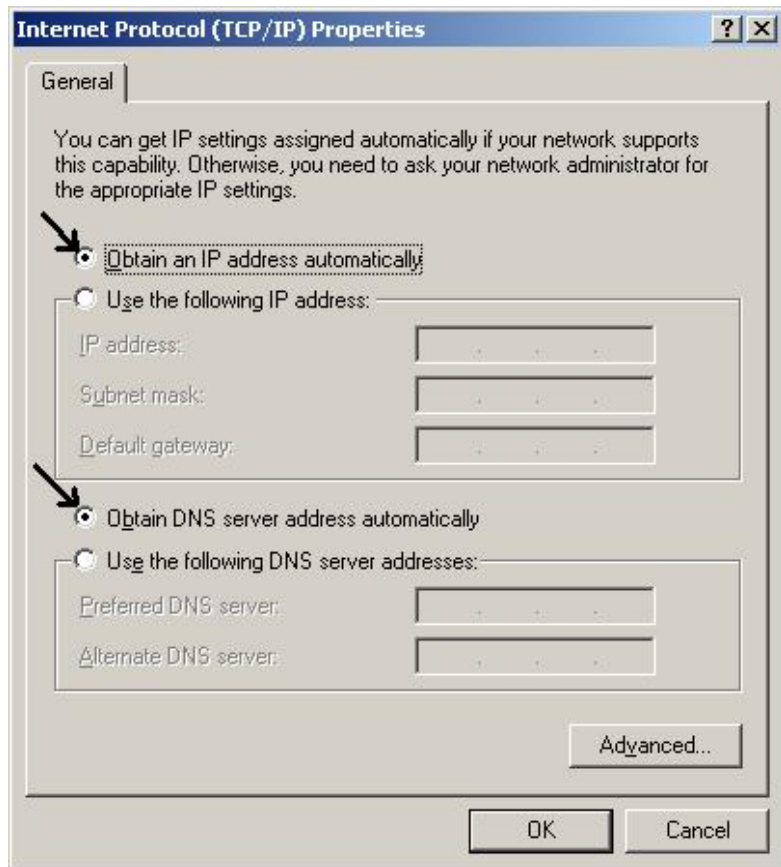 Internet Protocol (TCP/IP) Properties
General
You can get IP settings assigned automatically if your network supports
this capability. Otherwise, you need to ask your network administrator for
the appropriate IP settings.
Obtain an IP address automatically
Use the following IP address:
IP address:
Subnet mask:
Default gateway:
Obtain DNS server address automatically
Use the following DNS server addresses:
Preferred DNS server:
Alternate DNS server:
Advanced...
OK Cancel